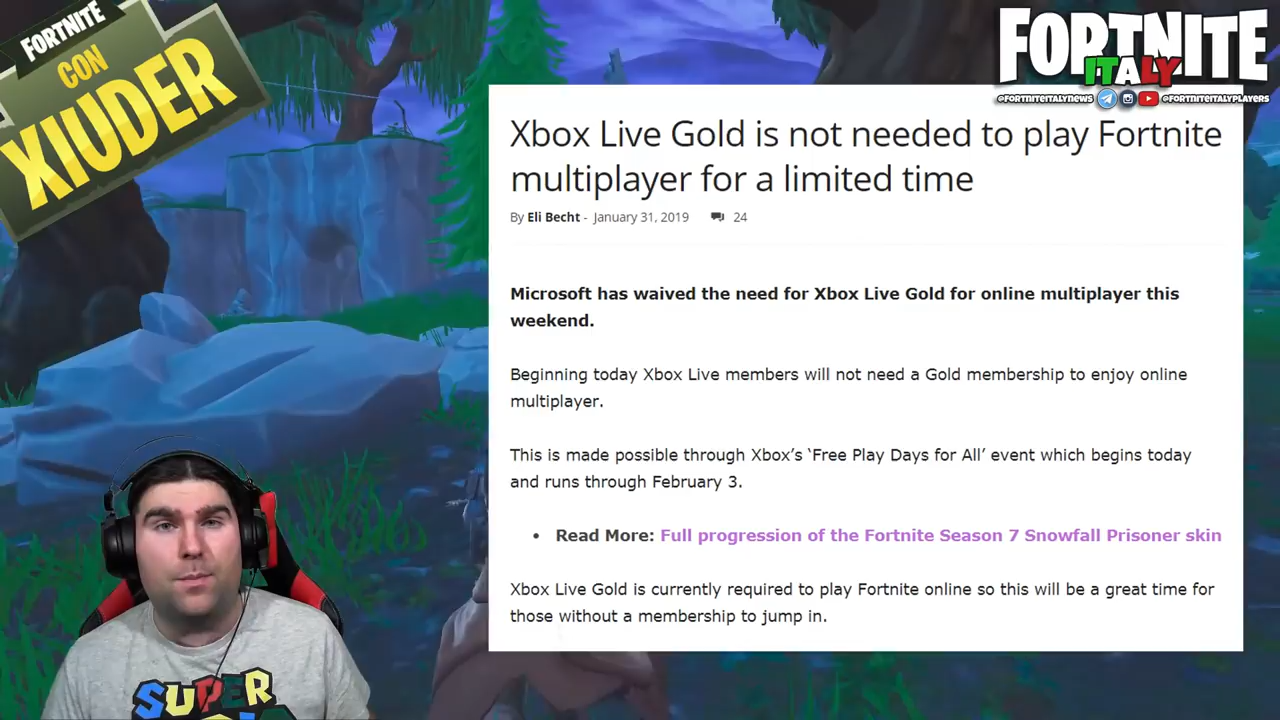 FORTNITE
CON
XIUDER
FORTNITE
ITALY
@FORTNITEITALYNEWS @FORTNITEITALYPLAYERS
Xbox Live Gold is not needed to play Fortnite
multiplayer for a limited time
By Eli Becht - January 31, 2019 24
Microsoft has waived the need for Xbox Live Gold for online multiplayer this
weekend.
Beginning today Xbox Live members will not need a Gold membership to enjoy online
multiplayer.
This is made possible through Xbox’s ‘Free Play Days for All’ event which begins today
and runs through February 3.
• Read More: Full progression of the Fortnite Season 7 Snowfall Prisoner skin
Xbox Live Gold is currently required to play Fortnite online so this will be a great time for
those without a membership to jump in.
SUPER